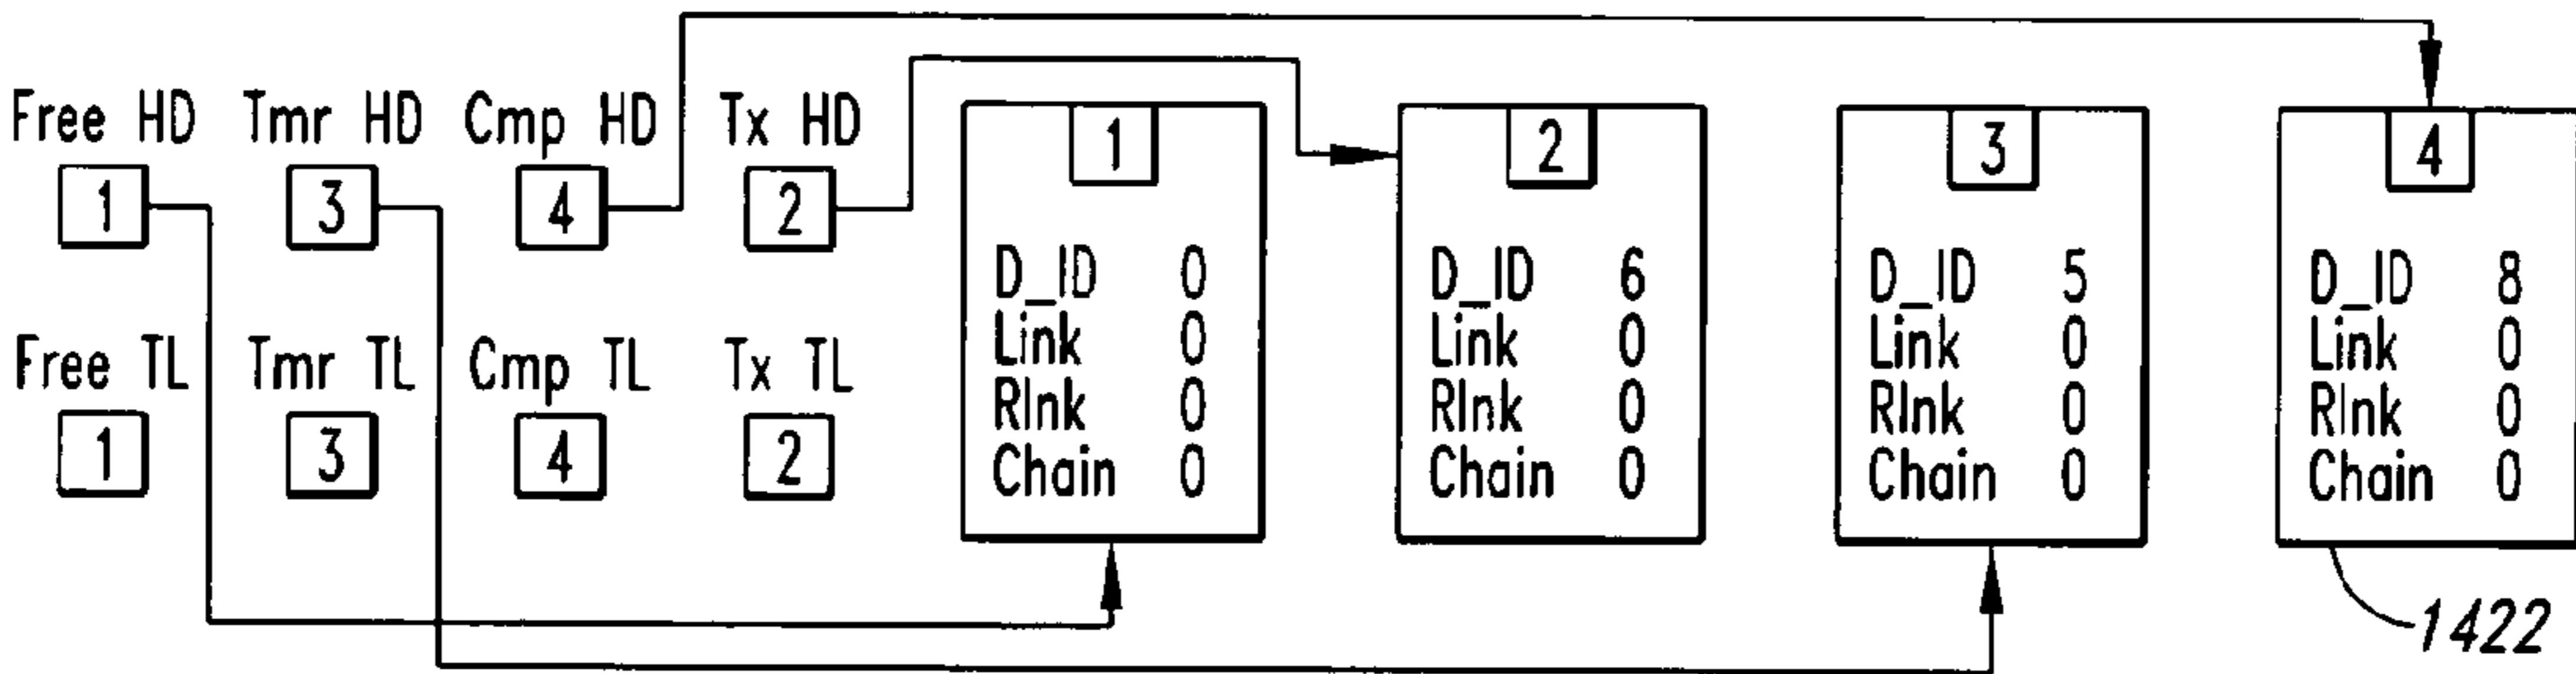 Free HD Tmr HD Cmp HD Tx HD
1 3 4 2
Free TL Tmr TL Cmp TL Tx TL
1 3 4 2
1
D_ID 0
Link 0
Rlnk 0
Chain 0
2
D_ID 6
Link 0
Rlnk 0
Chain 0
3
D_ID 5
Link 0
Rlnk 0
Chain 0
4
D_ID 8
Link 0
Rlnk 0
Chain 0
1422